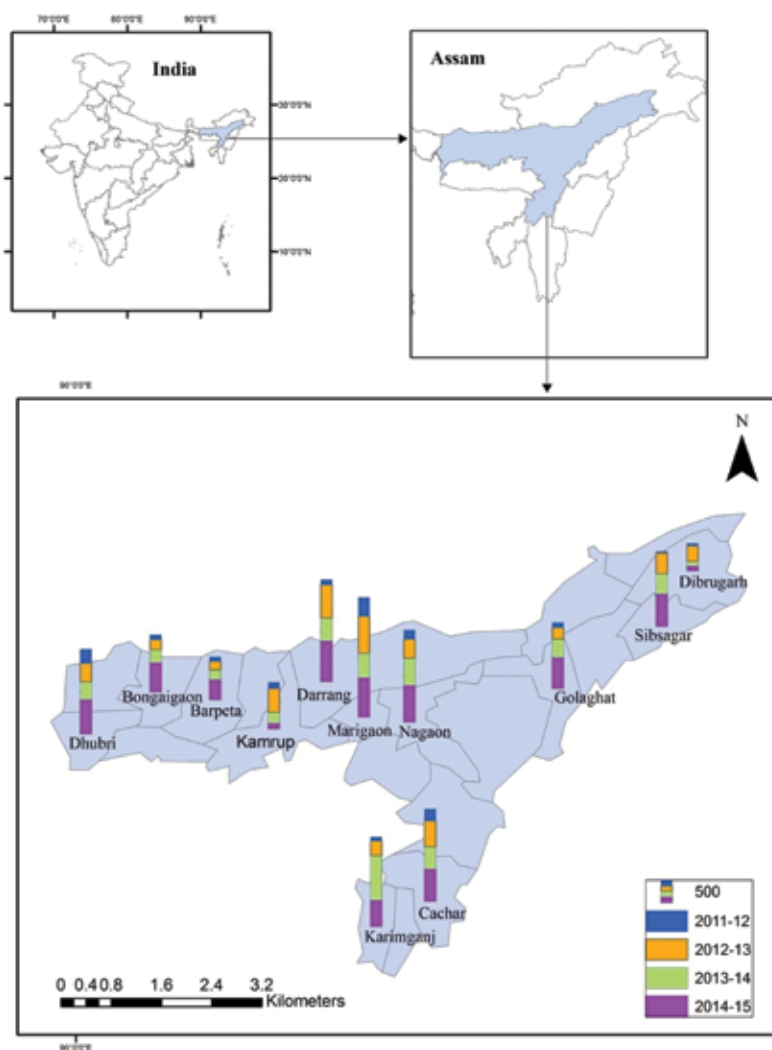 70°0'0"E 80°0'0"E 90°0'0"E
India
30°0'0"N
20°0'0"N
10°0'0"N
Assam
90°0'0"E
N
Dibrugarh
Sibsagar
Golaghat
Darrang
Bongaigaon
Barpeta
Marigaon
Nagaon
Kamrup
Dhubri
Cachar
Karimganj
500
2011-12
2012-13
2013-14
2014-15
0 0.4 0.8 1.6 2.4 3.2
Kilometers
90°0'0"E